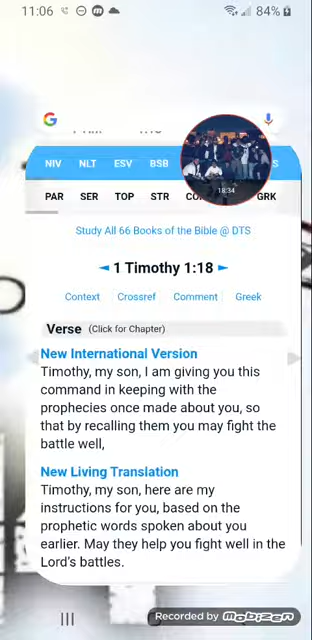 11:06 84%
NIV NLT ESV BSB S
PAR SER TOP STR GRK
18:34
Study All 66 Books of the Bible @ DTS
◄ 1 Timothy 1:18 ►
Context Crossref Comment Greek
Verse (Click for Chapter)
New International Version
Timothy, my son, I am giving you this
command in keeping with the
prophecies once made about you, so
that by recalling them you may fight the
battle well,
New Living Translation
Timothy, my son, here are my
instructions for you, based on the
prophetic words spoken about you
earlier. May they help you fight well in the
Lord's battles.
Recorded by Mobizen